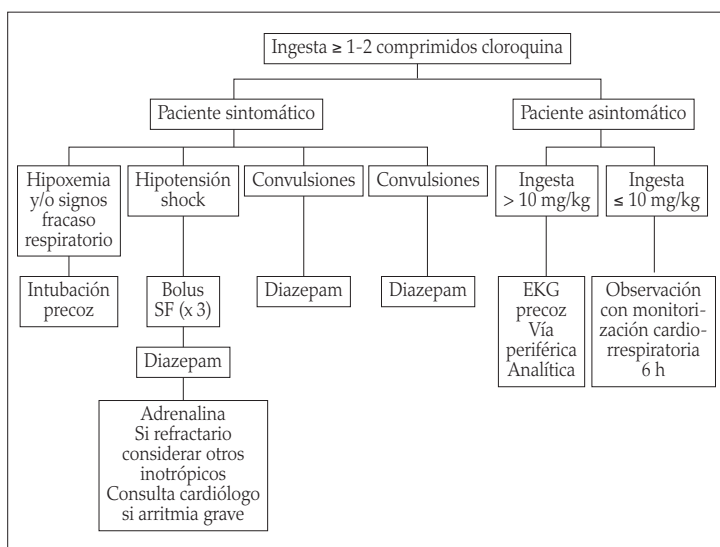 Ingesta ≥ 1-2 comprimidos cloroquina
Paciente sintomático
Paciente asintomático
Hipoxemia
y/o signos
fracaso
respiratorio
Hipotensión
shock
Convulsiones
Convulsiones
Ingesta
> 10 mg/kg
Ingesta
≤ 10 mg/kg
Intubación
precoz
Bolus
SF (x 3)
Diazepam
Diazepam
EKG
precoz
Vía
periférica
Analítica
Observación
con monitori-
zación cardio-
rrespiratoria
6 h
Diazepam
Adrenalina
Si refractario
considerar otros
inotrópicos
Consulta cardiólogo
si arritmia grave